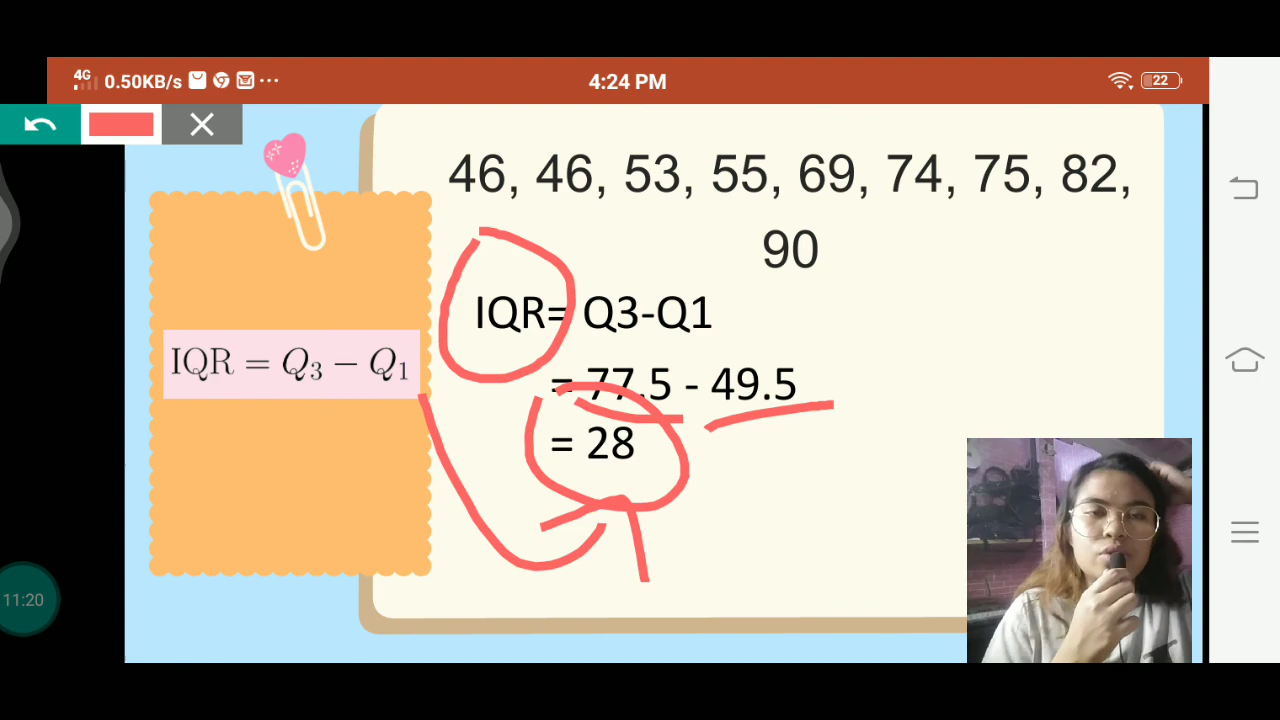 4G 0.50KB/s ... 4:24 PM 22
46, 46, 53, 55, 69, 74, 75, 82,
90
IQR= Q3-Q1
IQR = Q₃ − Q₁
= 77.5 - 49.5
= 28
11:20